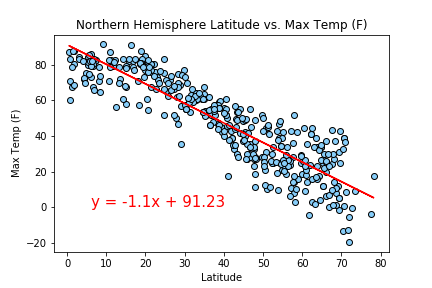 Northern Hemisphere Latitude vs. Max Temp (F)
Max Temp (F)
80
60
40
20
0
−20
y = -1.1x + 91.23
0 10 20 30 40 50 60 70 80
Latitude